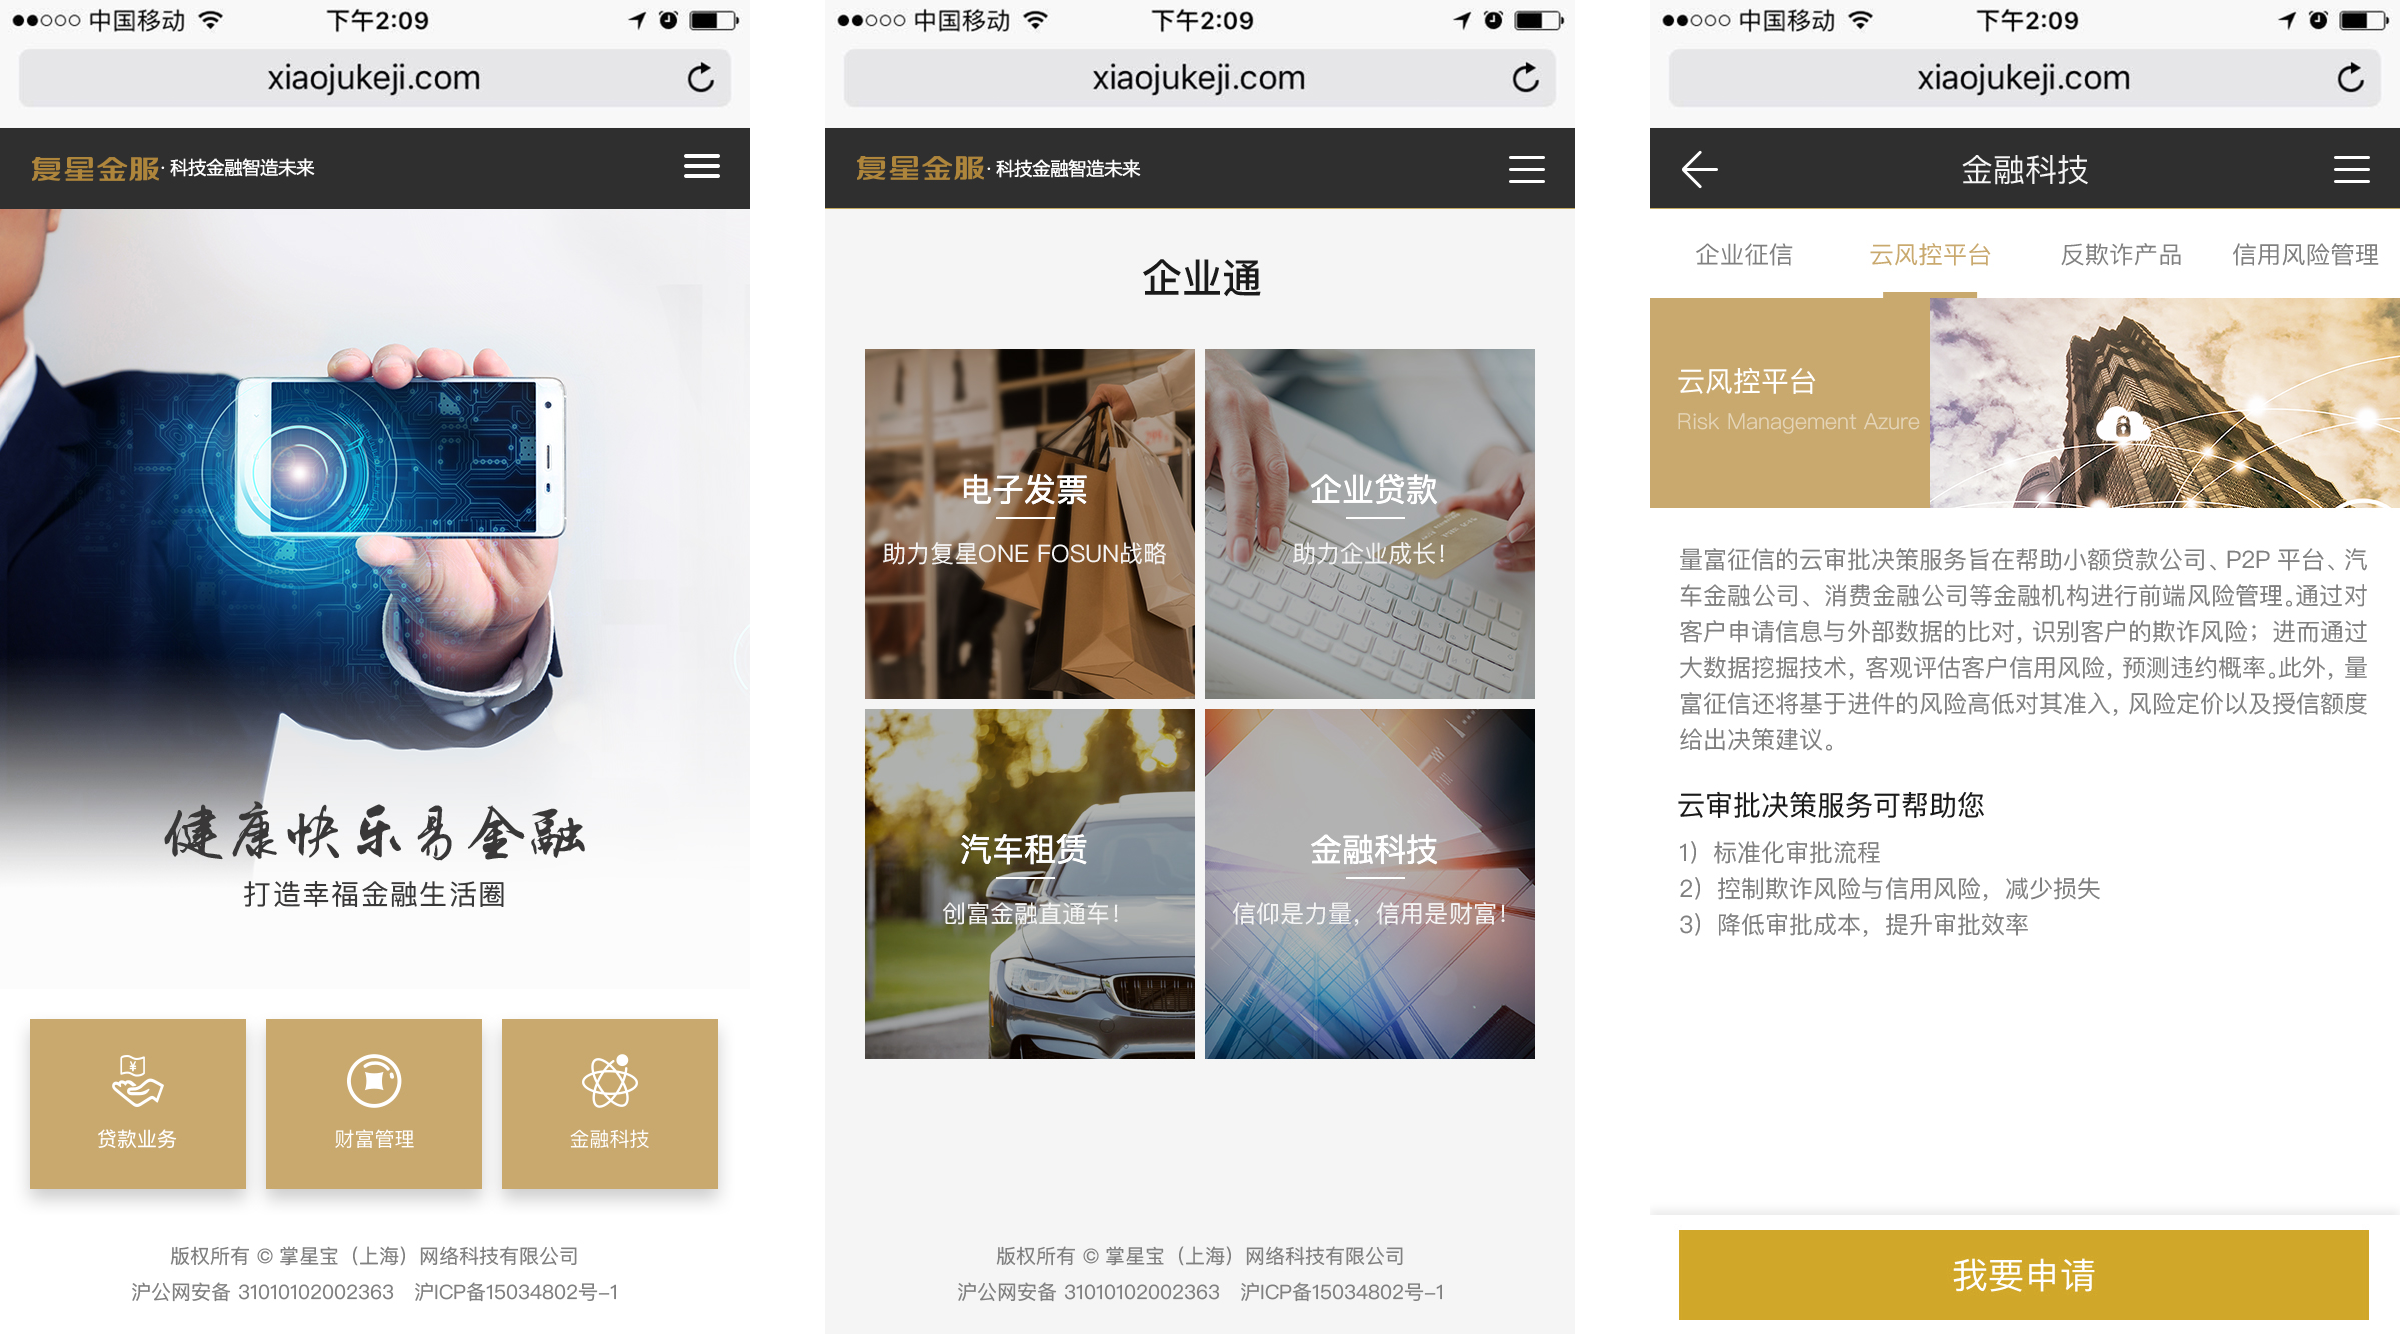 中国移动
下午2:09
xiaojukeji.com
复星金服·科技金融智造未来
健康快乐易金融
打造幸福金融生活圈
¥
贷款业务
财富管理
金融科技
版权所有 © 掌星宝（上海）网络科技有限公司
沪公网安备 31010102002363 沪ICP备15034802号-1
中国移动
下午2:09
xiaojukeji.com
复星金服·科技金融智造未来
企业通
电子发票
助力复星ONE FOSUN战略
企业贷款
助力企业成长！
汽车租赁
创富金融直通车！
金融科技
信仰是力量，信用是财富！
版权所有 © 掌星宝（上海）网络科技有限公司
沪公网安备 31010102002363 沪ICP备15034802号-1
中国移动
下午2:09
xiaojukeji.com
金融科技
企业征信 云风控平台 反欺诈产品 信用风险管理
云风控平台
Risk Management Azure
量富征信的云审批决策服务旨在帮助小额贷款公司、P2P 平台、汽
车金融公司、消费金融公司等金融机构进行前端风险管理。通过对
客户申请信息与外部数据的比对，识别客户的欺诈风险；进而通过
大数据挖掘技术，客观评估客户信用风险，预测违约概率。此外，量
富征信还将基于进件的风险高低对其准入，风险定价以及授信额度
给出决策建议。
云审批决策服务可帮助您
1）标准化审批流程
2）控制欺诈风险与信用风险，减少损失
3）降低审批成本，提升审批效率
我要申请